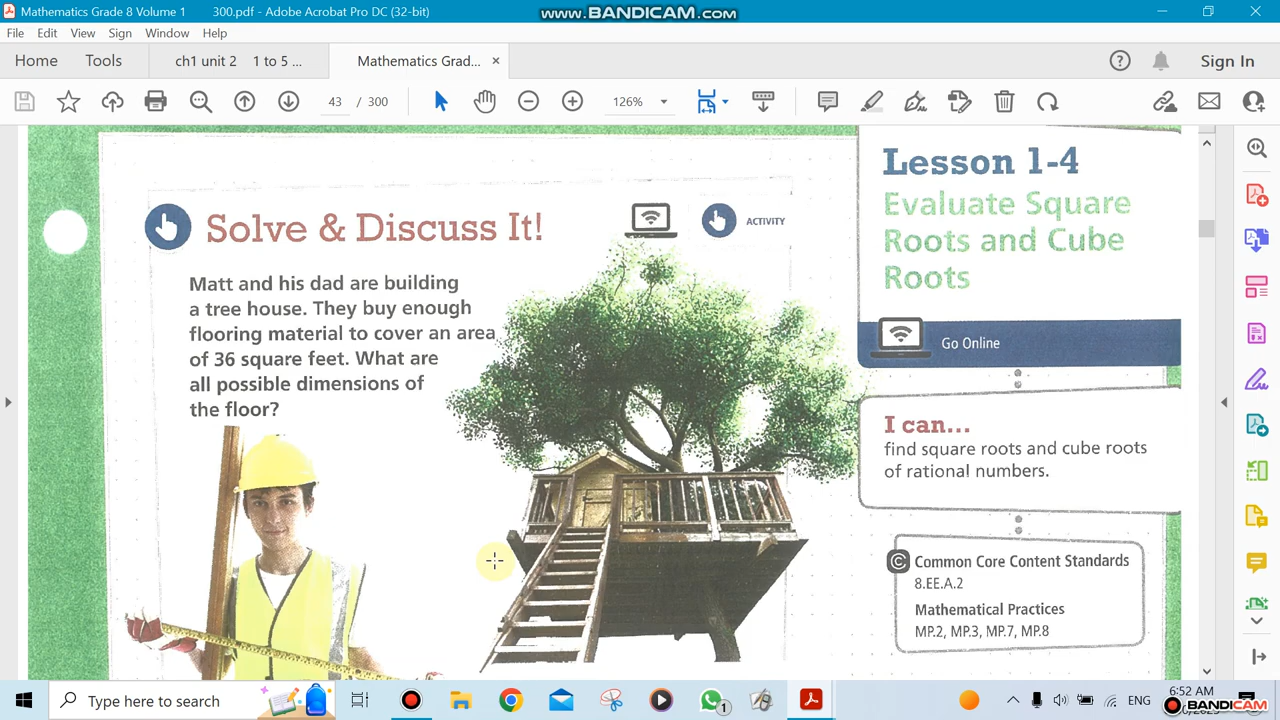 Mathematics Grade 8 Volume 1 300.pdf - Adobe Acrobat Pro DC (32-bit)
www.BANDICAM.com
File Edit View Sign Window Help
Home Tools ch1 unit 2 1 to 5 ... Mathematics Grad... × Sign In
43 / 300 126%
Solve & Discuss It!
ACTIVITY
Matt and his dad are building
a tree house. They buy enough
flooring material to cover an area
of 36 square feet. What are
all possible dimensions of
the floor?
Lesson 1-4
Evaluate Square
Roots and Cube
Roots
Go Online
I can...
find square roots and cube roots
of rational numbers.
C Common Core Content Standards
8.EE.A.2
Mathematical Practices
MP.2, MP.3, MP.7, MP.8
Type here to search
1
ENG
6:52 AM
BANDICAM